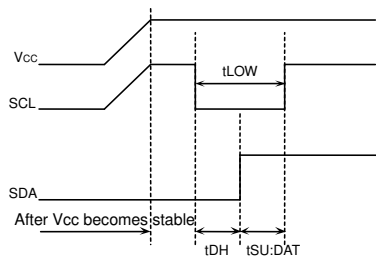 Vcc
tLOW
SCL
SDA
After Vcc becomes stable
tDH
tSU:DAT